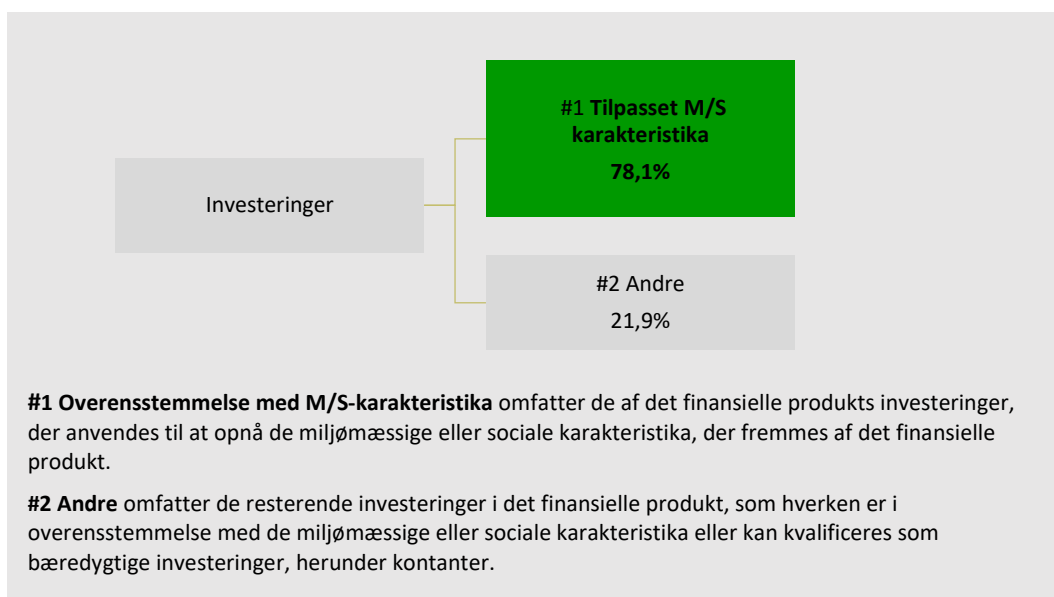 #1 Tilpasset M/S
karakteristika
78,1%
Investeringer
#2 Andre
21,9%
#1 Overensstemmelse med M/S-karakteristika omfatter de af det finansielle produkts investeringer,
der anvendes til at opnå de miljømæssige eller sociale karakteristika, der fremmes af det finansielle
produkt.
#2 Andre omfatter de resterende investeringer i det finansielle produkt, som hverken er i
overensstemmelse med de miljømæssige eller sociale karakteristika eller kan kvalificeres som
bæredygtige investeringer, herunder kontanter.